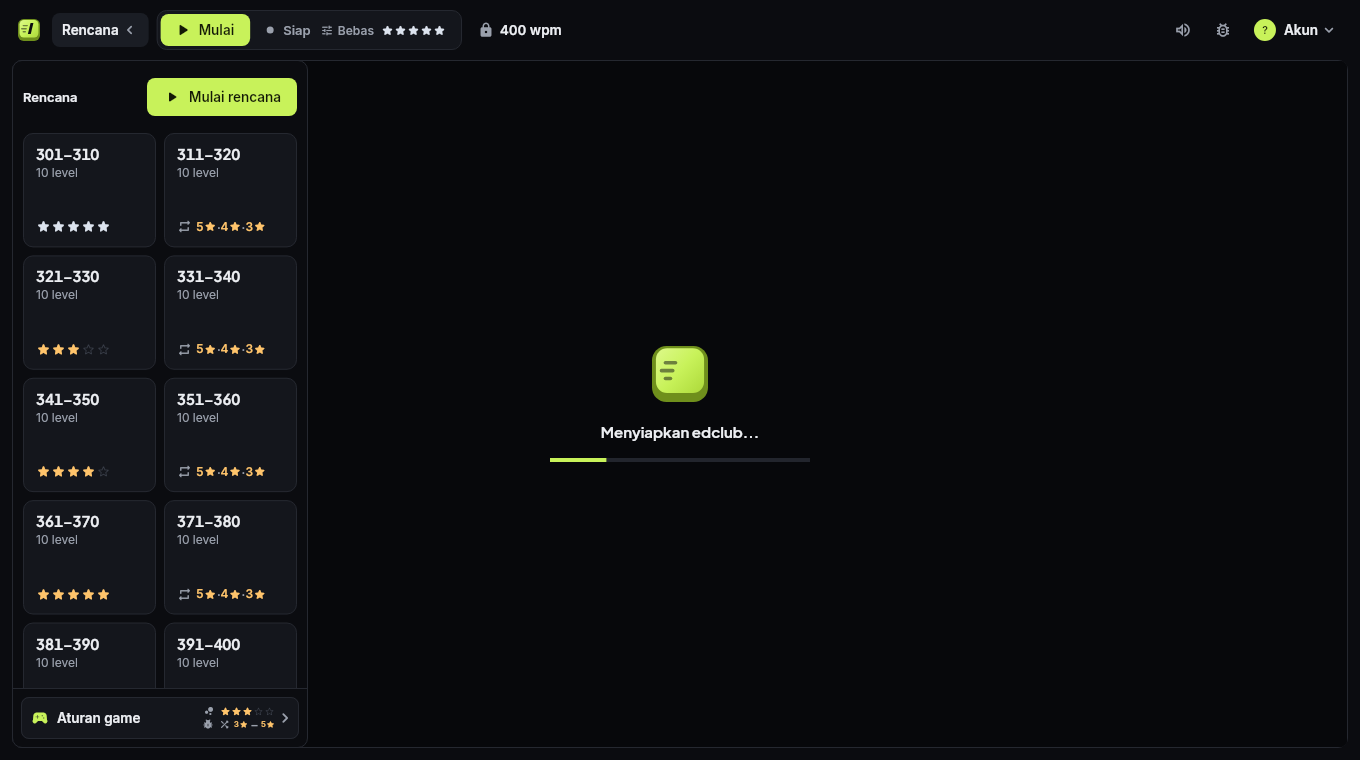 Rencana
Mulai
Siap
Bebas
400 wpm
?
Akun
Rencana
Mulai rencana
301–310
10 level
311–320
10 level
5★·4★·3★
321–330
10 level
331–340
10 level
5★·4★·3★
341–350
10 level
351–360
10 level
5★·4★·3★
361–370
10 level
371–380
10 level
5★·4★·3★
381–390
10 level
391–400
10 level
Aturan game
3★ – 5★
Menyiapkan edclub...